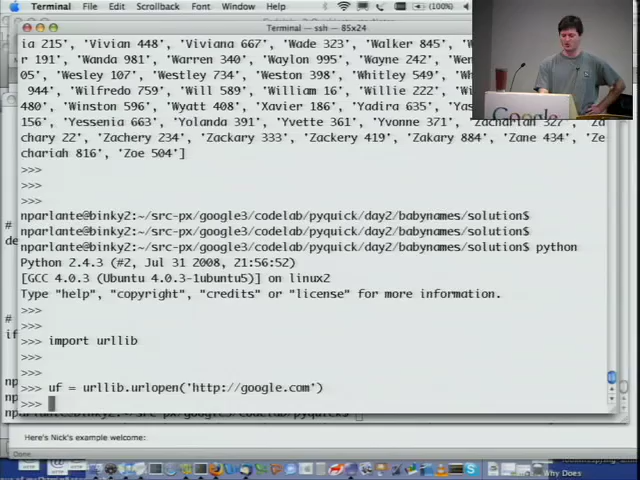 Terminal File Edit View Scrollback Font Window Help (100%)
Terminal — ssh — 85x24
ia 215', 'Vivian 448', 'Viviana 667', 'Wade 323', 'Walker 845',
r 191', 'Wanda 981', 'Warren 340', 'Waylon 995', 'Wayne 242',
05', 'Wesley 107', 'Westley 734', 'Weston 398', 'Whitley 549',
944', 'Wilfredo 759', 'Will 589', 'William 16', 'Willie 222',
480', 'Winston 596', 'Wyatt 408', 'Xavier 186', 'Yadira 635',
156', 'Yessenia 663', 'Yolanda 391', 'Yvette 361', 'Yvonne 371', 'Zachariah 327', 'Za
chary 22', 'Zachery 234', 'Zackary 333', 'Zackery 419', 'Zakary 884', 'Zane 434', 'Ze
chariah 816', 'Zoe 504']
>>>
>>>
>>>
nparlante@binky2:~/src-px/google3/codelab/pyquick/day2/babynames/solution$
nparlante@binky2:~/src-px/google3/codelab/pyquick/day2/babynames/solution$
nparlante@binky2:~/src-px/google3/codelab/pyquick/day2/babynames/solution$ python
Python 2.4.3 (#2, Jul 31 2008, 21:56:52)
[GCC 4.0.3 (Ubuntu 4.0.3-1ubuntu5)] on linux2
Type "help", "copyright", "credits" or "license" for more information.
>>>
>>>
>>> import urllib
>>>
>>>
>>> uf = urllib.urlopen('http://google.com')
>>>
Here's Nick's example welcome:
Done
Why Does
Google